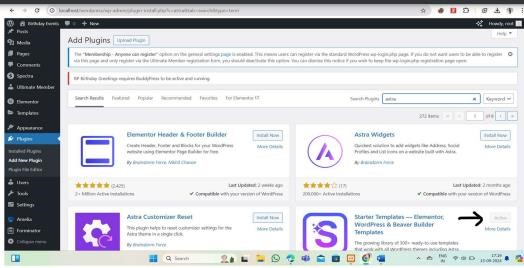 localhost/wordpress/wp-admin/plugin-install.php?s=astra&tab=search&type=term
Birthday Invents 0 + New
Howdy, root
Posts
Media
Pages
Comments
Spectra
Ultimate Member
Elementor
Templates
Appearance
Plugins
Installed Plugins
Add New Plugin
Plugin File Editor
Users
Tools
Settings
Amelia
Forminator
Collapse menu
Add Plugins Upload Plugin
Help
The "Membership - Anyone can register" option on the general settings page is enabled. This means users can register via the standard WordPress wp-login.php page. If you do not want users to be able to register
via this page and only register via the Ultimate Member registration form, you should deactivate this option. You can dismiss this notice if you wish to keep the wp-login.php registration page open.
BP Birthday Greetings requires BuddyPress to be active and running.
Search Results Featured Popular Recommended Favorites For Elementor
Search Plugins astra Keyword
272 items « ‹ 1 of 8 › »
Elementor Header & Footer Builder
Install Now
More Details
Create Header, Footer and Blocks for your WordPress
website using Elementor Page Builder for free.
By Brainstorm Force, Nikhil Chavan
(2,425)
2+ Million Active Installations
Last Updated: 2 weeks ago
Compatible with your version of WordPress
Astra Widgets
Install Now
More Details
Quickest solution to add widgets like Address, Social
Profiles and List icons on a website built with Astra.
By Brainstorm Force
(17)
200,000+ Active Installations
Last Updated: 2 months ago
Compatible with your version of WordPress
Astra Customizer Reset
Install Now
More Details
This plugin helps to reset customizer settings for the
Astra theme in a single click.
By Brainstorm Force
Starter Templates — Elementor,
WordPress & Beaver Builder
Templates
Active
More Details
The growing library of 300+ ready-to-use templates
that work with all WordPress themes including Astra
Search
ENG
IN
17:19